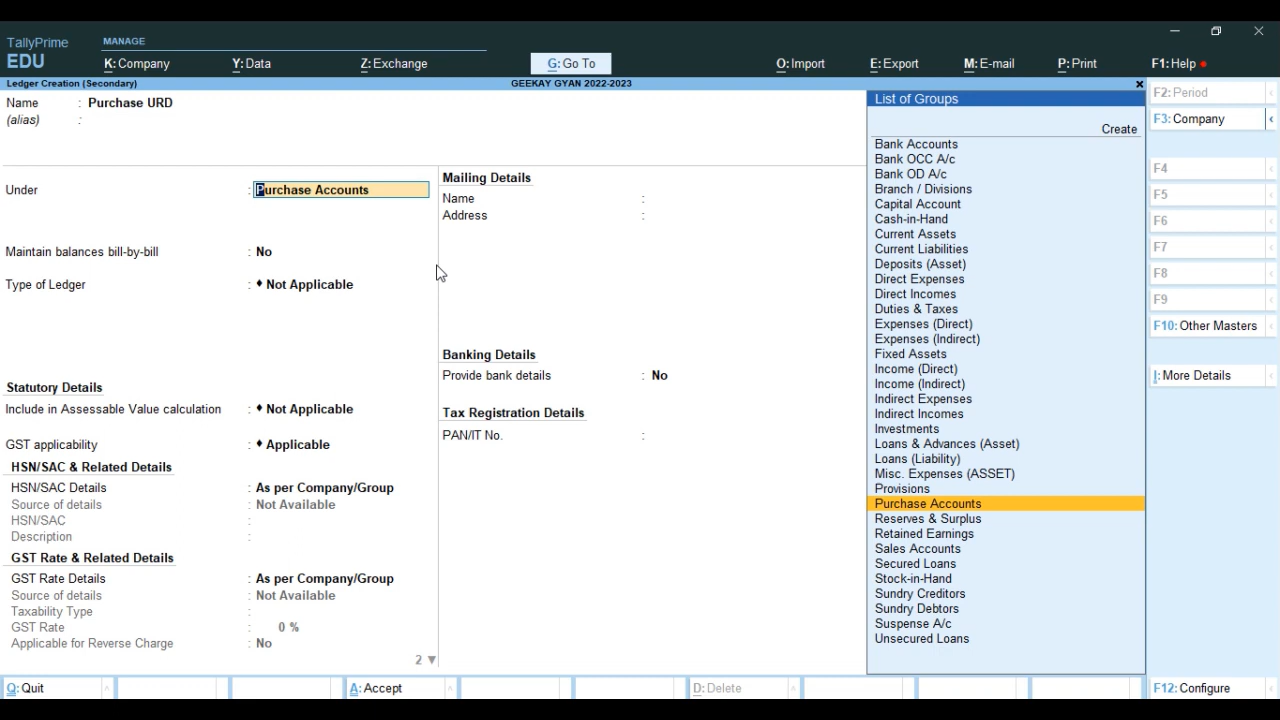 TallyPrime
EDU
MANAGE
K: Company
Y: Data
Z: Exchange
G: Go To
O: Import
E: Export
M: E-mail
P: Print
F1: Help
Ledger Creation (Secondary)
GEEKAY GYAN 2022-2023
Name : Purchase URD
(alias) :
Under : Purchase Accounts
Maintain balances bill-by-bill : No
Type of Ledger : ♦ Not Applicable
Statutory Details
Include in Assessable Value calculation : ♦ Not Applicable
GST applicability : ♦ Applicable
HSN/SAC & Related Details
HSN/SAC Details : As per Company/Group
Source of details : Not Available
HSN/SAC :
Description :
GST Rate & Related Details
GST Rate Details : As per Company/Group
Source of details : Not Available
Taxability Type :
GST Rate : 0 %
Applicable for Reverse Charge : No
2 ▼
Mailing Details
Name :
Address :
Banking Details
Provide bank details : No
Tax Registration Details
PAN/IT No. :
List of Groups
Create
Bank Accounts
Bank OCC A/c
Bank OD A/c
Branch / Divisions
Capital Account
Cash-in-Hand
Current Assets
Current Liabilities
Deposits (Asset)
Direct Expenses
Direct Incomes
Duties & Taxes
Expenses (Direct)
Expenses (Indirect)
Fixed Assets
Income (Direct)
Income (Indirect)
Indirect Expenses
Indirect Incomes
Investments
Loans & Advances (Asset)
Loans (Liability)
Misc. Expenses (ASSET)
Provisions
Purchase Accounts
Reserves & Surplus
Retained Earnings
Sales Accounts
Secured Loans
Stock-in-Hand
Sundry Creditors
Sundry Debtors
Suspense A/c
Unsecured Loans
F2: Period
F3: Company
F4
F5
F6
F7
F8
F9
F10: Other Masters
I: More Details
Q: Quit
A: Accept
D: Delete
F12: Configure